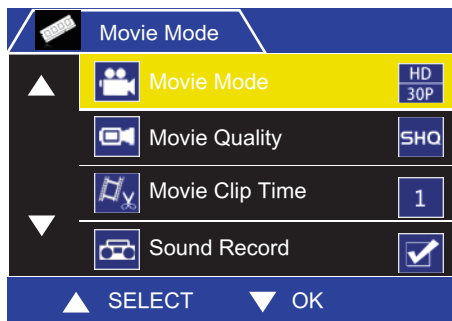 Movie Mode
Movie Mode HD 30P
Movie Quality SHQ
Movie Clip Time 1
Sound Record
SELECT OK